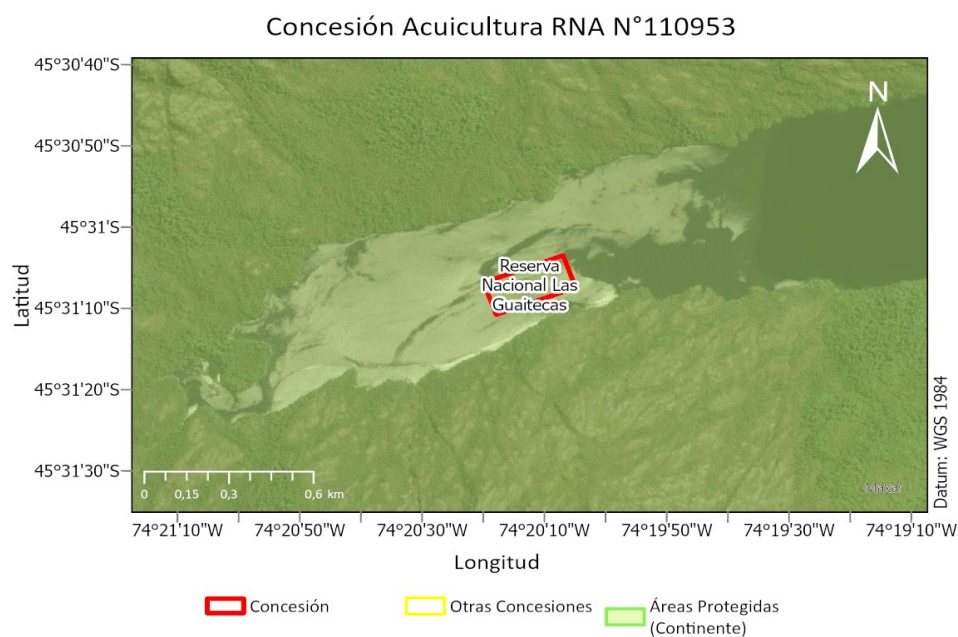 Concesión Acuicultura RNA N°110953
45°30'40"S
45°30'50"S
45°31'S
45°31'10"S
45°31'20"S
45°31'30"S
Latitud
N
Reserva
Nacional Las
Guaitecas
0 0,15 0,3 0,6 km
Maxar
Datum: WGS 1984
74°21'10"W 74°20'50"W 74°20'30"W 74°20'10"W 74°19'50"W 74°19'30"W 74°19'10"W
Longitud
Concesión Otras Concesiones Áreas Protegidas
(Continente)